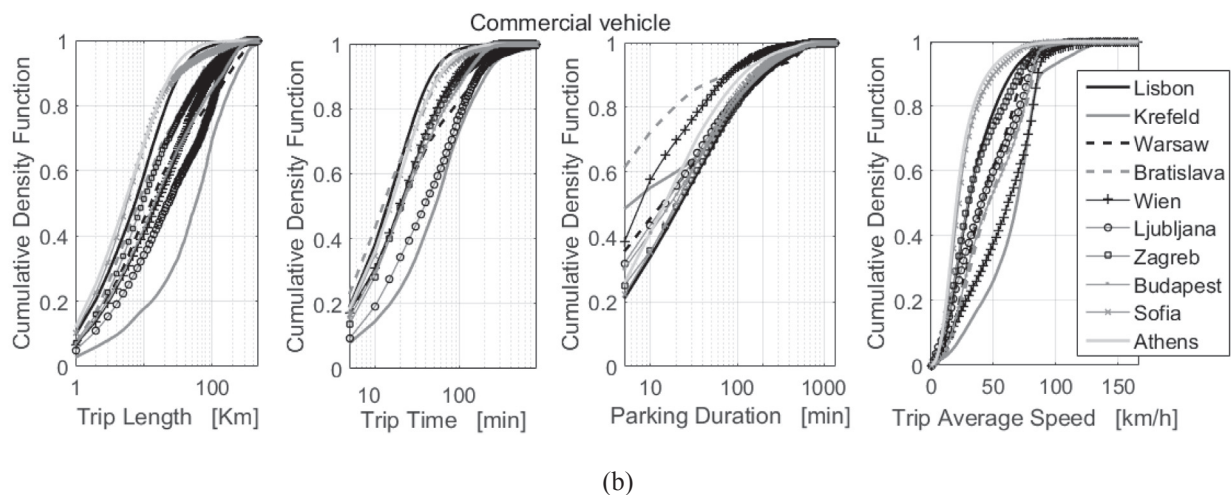 Commercial vehicle
Cumulative Density Function
1
0.8
0.6
0.4
0.2
0
1
100
Trip Length [Km]
Cumulative Density Function
1
0.8
0.6
0.4
0.2
0
10
100
Trip Time [min]
Cumulative Density Function
1
0.8
0.6
0.4
0.2
0
10
100
1000
Parking Duration [min]
Cumulative Density Function
1
0.8
0.6
0.4
0.2
0
0
50
100
150
Trip Average Speed [km/h]
Lisbon
Krefeld
Warsaw
Bratislava
Wien
Ljubljana
Zagreb
Budapest
Sofia
Athens
(b)